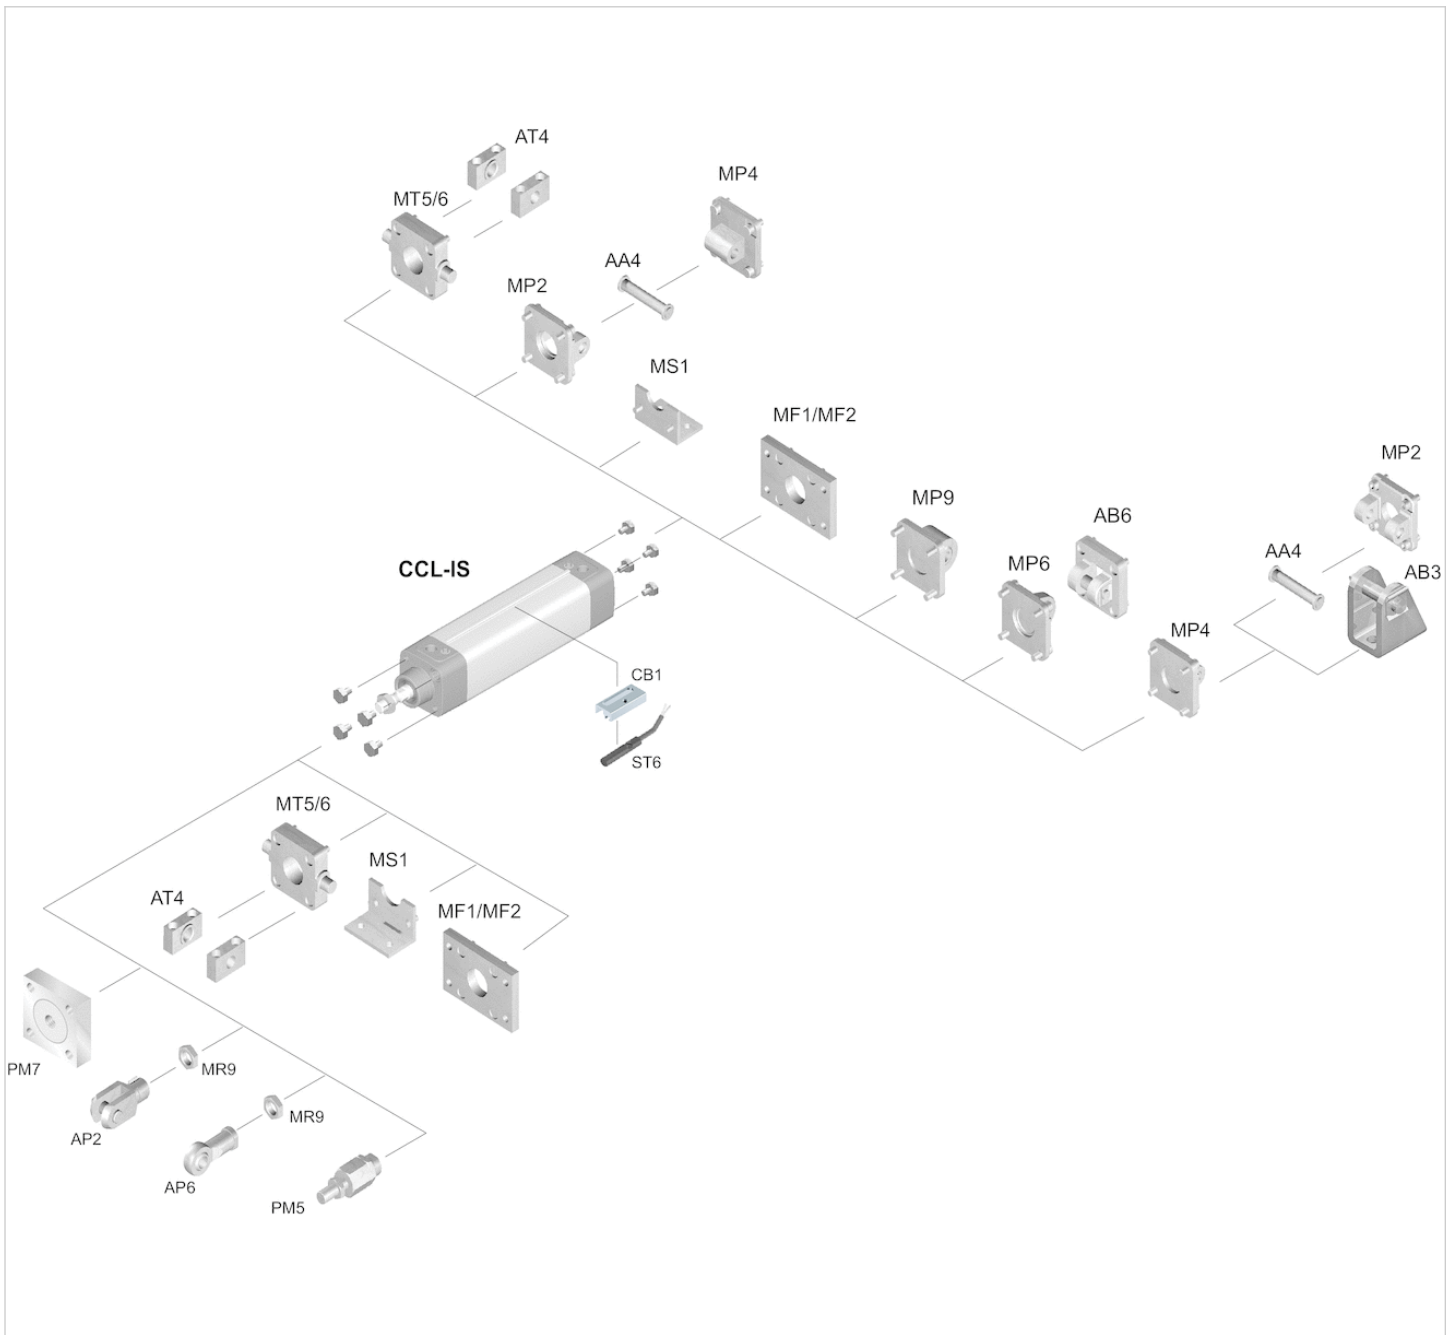 AT4
MP4
MT5/6
AA4
MP2
MS1
MF1/MF2
MP2
MP9
AB6
AA4
MP6
AB3
CCL-IS
MP4
CB1
ST6
MT5/6
MS1
AT4
MF1/MF2
PM7
MR9
MR9
AP2
AP6
PM5